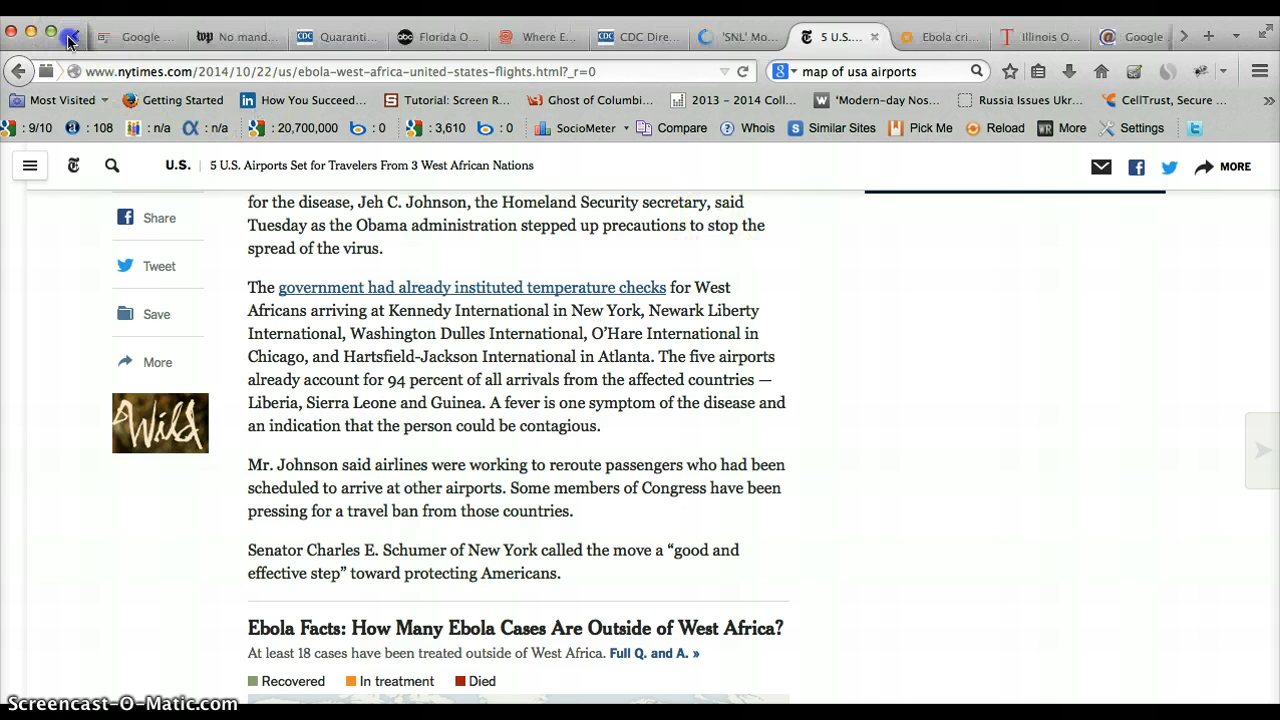 Google ...
No mand...
CDC Quaranti...
abc Florida O...
Where E...
CDC CDC Dire...
'SNL' Mo...
5 U.S....
Ebola cri...
Illinois O...
Google
www.nytimes.com/2014/10/22/us/ebola-west-africa-united-states-flights.html?_r=0
map of usa airports
Most Visited
Getting Started
How You Succeed...
Tutorial: Screen R...
Ghost of Columbi...
2013 - 2014 Coll...
'Modern-day Nos...
Russia Issues Ukr...
CellTrust, Secure ...
: 9/10
: 108
: n/a
: n/a
: 20,700,000
: 0
: 3,610
: 0
SocioMeter
Compare
Whois
Similar Sites
Pick Me
Reload
More
Settings
U.S. | 5 U.S. Airports Set for Travelers From 3 West African Nations
MORE
Share
Tweet
Save
More
Wild
for the disease, Jeh C. Johnson, the Homeland Security secretary, said
Tuesday as the Obama administration stepped up precautions to stop the
spread of the virus.
The government had already instituted temperature checks for West
Africans arriving at Kennedy International in New York, Newark Liberty
International, Washington Dulles International, O’Hare International in
Chicago, and Hartsfield-Jackson International in Atlanta. The five airports
already account for 94 percent of all arrivals from the affected countries —
Liberia, Sierra Leone and Guinea. A fever is one symptom of the disease and
an indication that the person could be contagious.
Mr. Johnson said airlines were working to reroute passengers who had been
scheduled to arrive at other airports. Some members of Congress have been
pressing for a travel ban from those countries.
Senator Charles E. Schumer of New York called the move a “good and
effective step” toward protecting Americans.
Ebola Facts: How Many Ebola Cases Are Outside of West Africa?
At least 18 cases have been treated outside of West Africa. Full Q. and A. »
Recovered
In treatment
Died
Screencast-O-Matic.com